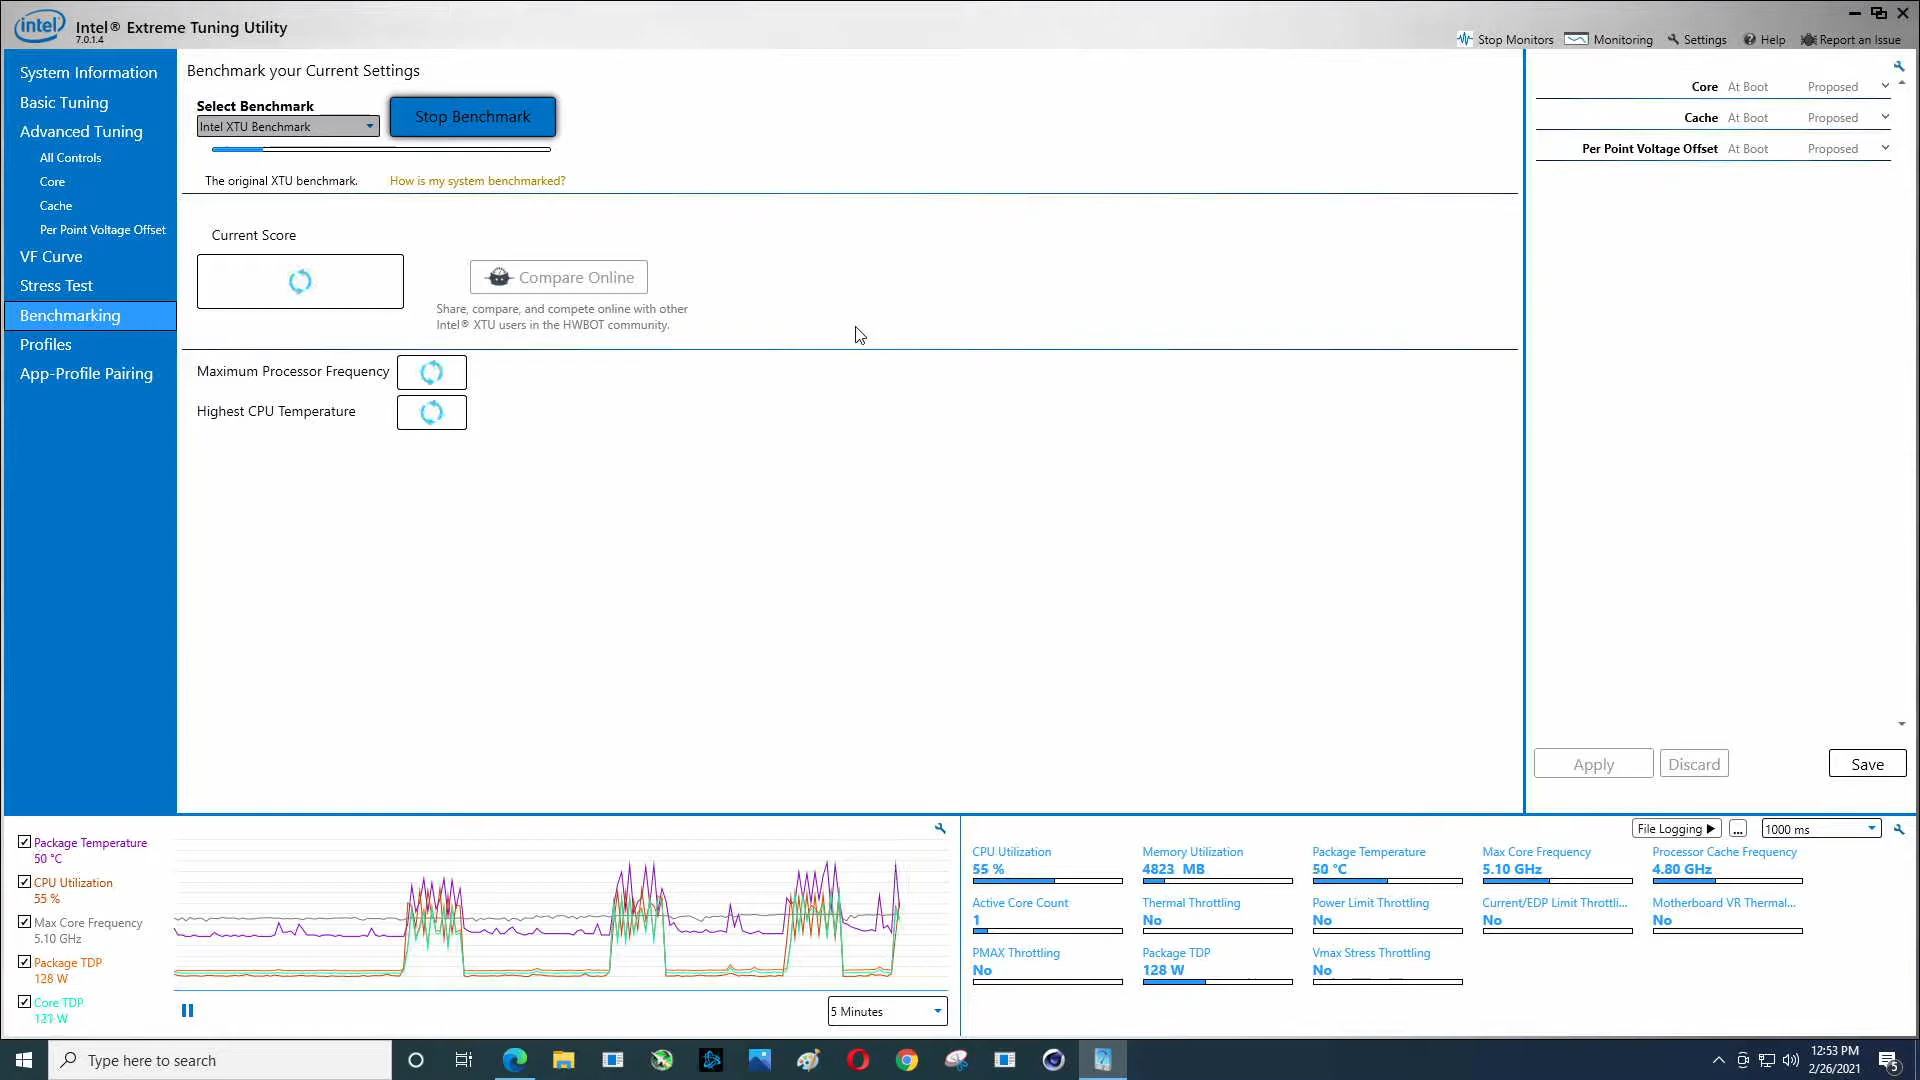 intel
Intel® Extreme Tuning Utility
7.0.1.4
Stop Monitors
Monitoring
Settings
Help
Report an Issue
System Information
Basic Tuning
Advanced Tuning
All Controls
Core
Cache
Per Point Voltage Offset
VF Curve
Stress Test
Benchmarking
Profiles
App-Profile Pairing
Benchmark your Current Settings
Select Benchmark
Intel XTU Benchmark
Stop Benchmark
The original XTU benchmark.
How is my system benchmarked?
Current Score
Compare Online
Share, compare, and compete online with other
Intel® XTU users in the HWBOT community.
Maximum Processor Frequency
Highest CPU Temperature
Core At Boot Proposed
Cache At Boot Proposed
Per Point Voltage Offset At Boot Proposed
Apply
Discard
Save
Package Temperature
50 °C
CPU Utilization
55 %
Max Core Frequency
5.10 GHz
Package TDP
128 W
Core TDP
121 W
5 Minutes
File Logging
...
1000 ms
CPU Utilization
55 %
Memory Utilization
4823 MB
Package Temperature
50 °C
Max Core Frequency
5.10 GHz
Processor Cache Frequency
4.80 GHz
Active Core Count
1
Thermal Throttling
No
Power Limit Throttling
No
Current/EDP Limit Throttli...
No
Motherboard VR Thermal...
No
PMAX Throttling
No
Package TDP
128 W
Vmax Stress Throttling
No
Type here to search
12:53 PM
2/26/2021
5